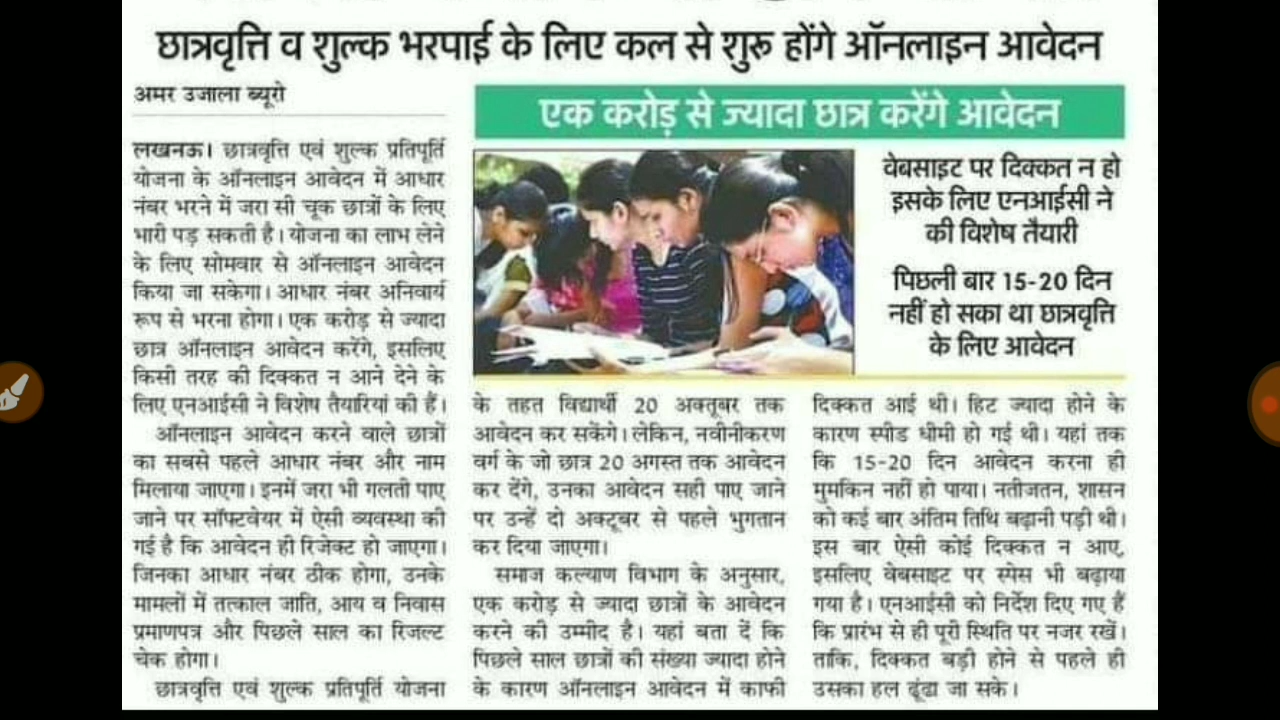 छात्रवृत्ति व शुल्क भरपाई के लिए कल से शुरू होंगे ऑनलाइन आवेदन
अमर उजाला ब्यूरो
लखनऊ। छात्रवृत्ति एवं शुल्क प्रतिपूर्ति
योजना के ऑनलाइन आवेदन में आधार
नंबर भरने में जरा सी चूक छात्रों के लिए
भारी पड़ सकती है। योजना का लाभ लेने
के लिए सोमवार से ऑनलाइन आवेदन
किया जा सकेगा। आधार नंबर अनिवार्य
रूप से भरना होगा। एक करोड़ से ज्यादा
छात्र ऑनलाइन आवेदन करेंगे, इसलिए
किसी तरह की दिक्कत न आने देने के
लिए एनआईसी ने विशेष तैयारियां की हैं।
ऑनलाइन आवेदन करने वाले छात्रों
का सबसे पहले आधार नंबर और नाम
मिलाया जाएगा। इनमें जरा भी गलती पाए
जाने पर सॉफ्टवेयर में ऐसी व्यवस्था की
गई है कि आवेदन ही रिजेक्ट हो जाएगा।
जिनका आधार नंबर ठीक होगा, उनके
मामलों में तत्काल जाति, आय व निवास
प्रमाणपत्र और पिछले साल का रिजल्ट
चेक होगा।
छात्रवृत्ति एवं शुल्क प्रतिपूर्ति योजना
एक करोड़ से ज्यादा छात्र करेंगे आवेदन
वेबसाइट पर दिक्कत न हो
इसके लिए एनआईसी ने
की विशेष तैयारी
पिछली बार 15-20 दिन
नहीं हो सका था छात्रवृत्ति
के लिए आवेदन
के तहत विद्यार्थी 20 अक्तूबर तक
आवेदन कर सकेंगे। लेकिन, नवीनीकरण
वर्ग के जो छात्र 20 अगस्त तक आवेदन
कर देंगे, उनका आवेदन सही पाए जाने
पर उन्हें दो अक्टूबर से पहले भुगतान
कर दिया जाएगा।
समाज कल्याण विभाग के अनुसार,
एक करोड़ से ज्यादा छात्रों के आवेदन
करने की उम्मीद है। यहां बता दें कि
पिछले साल छात्रों की संख्या ज्यादा होने
के कारण ऑनलाइन आवेदन में काफी
दिक्कत आई थी। हिट ज्यादा होने के
कारण स्पीड धीमी हो गई थी। यहां तक
कि 15-20 दिन आवेदन करना ही
मुमकिन नहीं हो पाया। नतीजतन, शासन
को कई बार अंतिम तिथि बढ़ानी पड़ी थी।
इस बार ऐसी कोई दिक्कत न आए,
इसलिए वेबसाइट पर स्पेस भी बढ़ाया
गया है। एनआईसी को निर्देश दिए गए हैं
कि प्रारंभ से ही पूरी स्थिति पर नजर रखें।
ताकि, दिक्कत बड़ी होने से पहले ही
उसका हल ढूंढा जा सके।